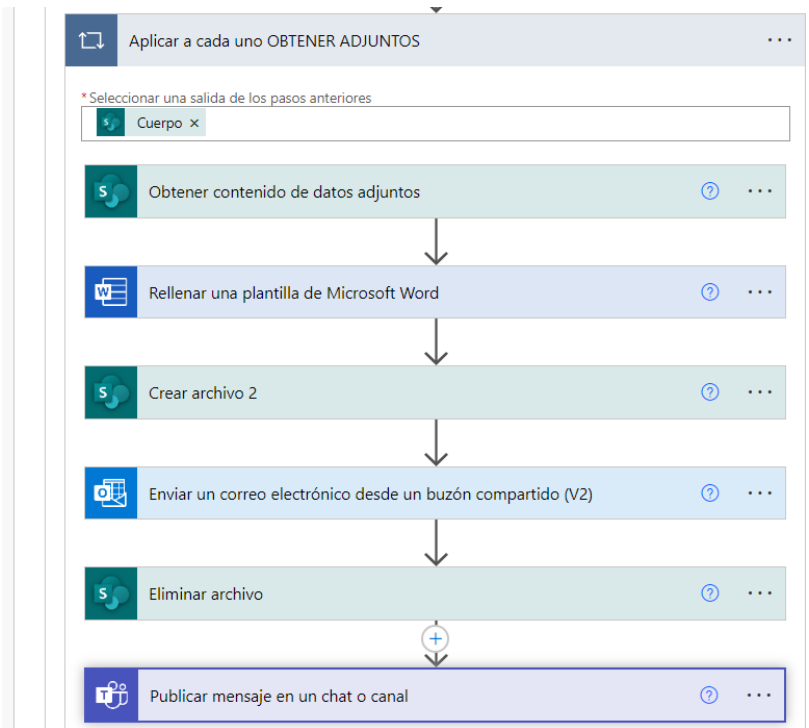 Aplicar a cada uno OBTENER ADJUNTOS
* Seleccionar una salida de los pasos anteriores
Cuerpo
Obtener contenido de datos adjuntos
Rellenar una plantilla de Microsoft Word
Crear archivo 2
Enviar un correo electrónico desde un buzón compartido (V2)
Eliminar archivo
Publicar mensaje en un chat o canal